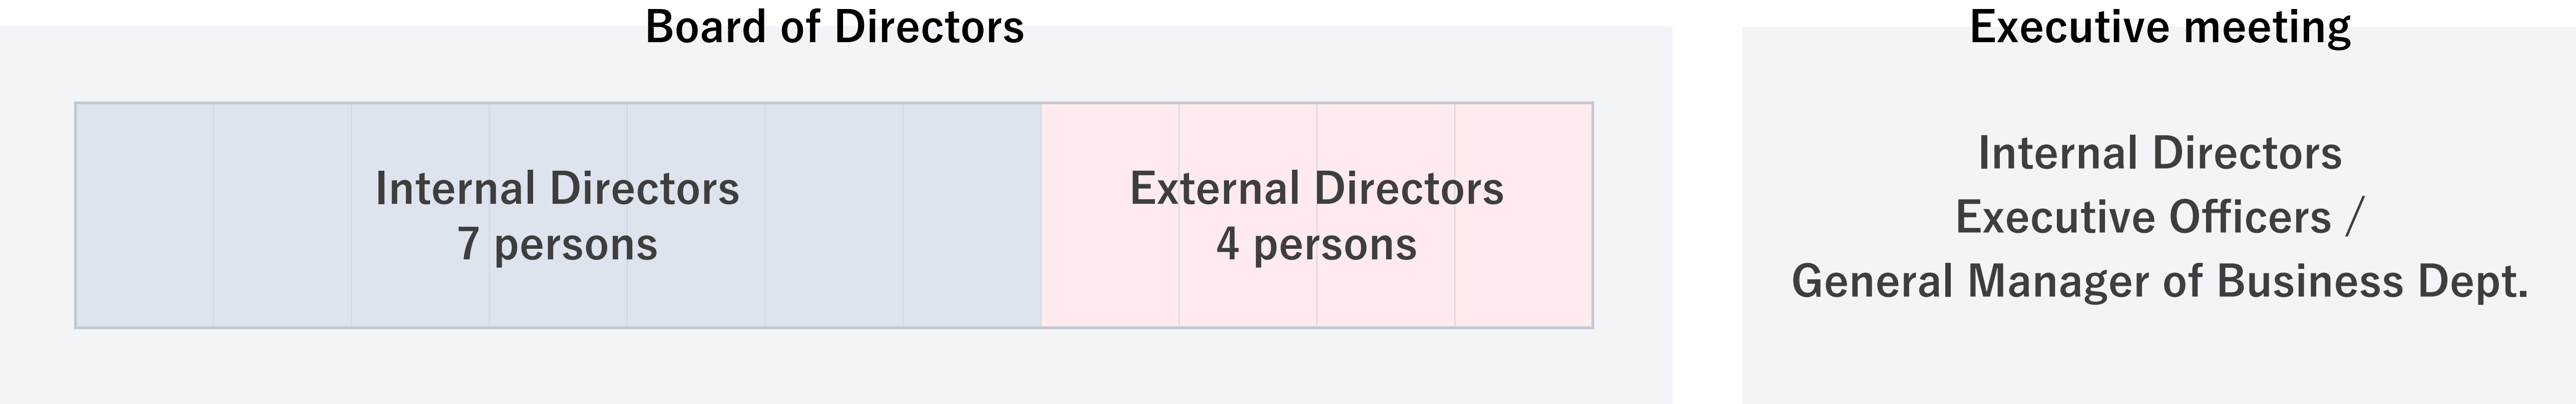 Board of Directors
Internal Directors
7 persons
External Directors
4 persons
Executive meeting
Internal Directors
Executive Officers /
General Manager of Business Dept.